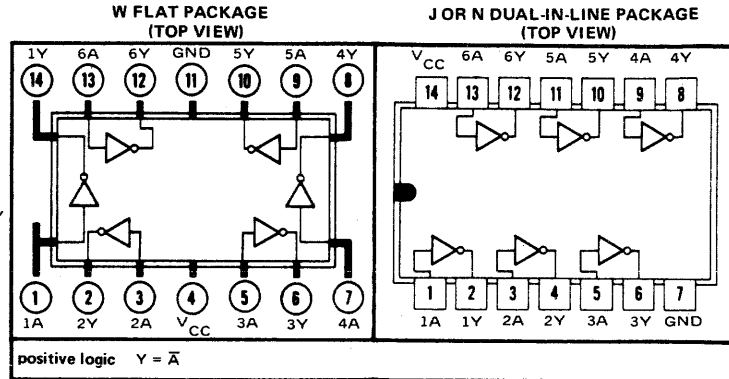 W FLAT PACKAGE
(TOP VIEW)
1Y 6A 6Y GND 5Y 5A 4Y
14 13 12 11 10 9 8
1 2 3 4 5 6 7
1A 2Y 2A VCC 3A 3Y 4A
J OR N DUAL-IN-LINE PACKAGE
(TOP VIEW)
VCC 6A 6Y 5A 5Y 4A 4Y
14 13 12 11 10 9 8
1 2 3 4 5 6 7
1A 1Y 2A 2Y 3A 3Y GND
positive logic Y = A̅